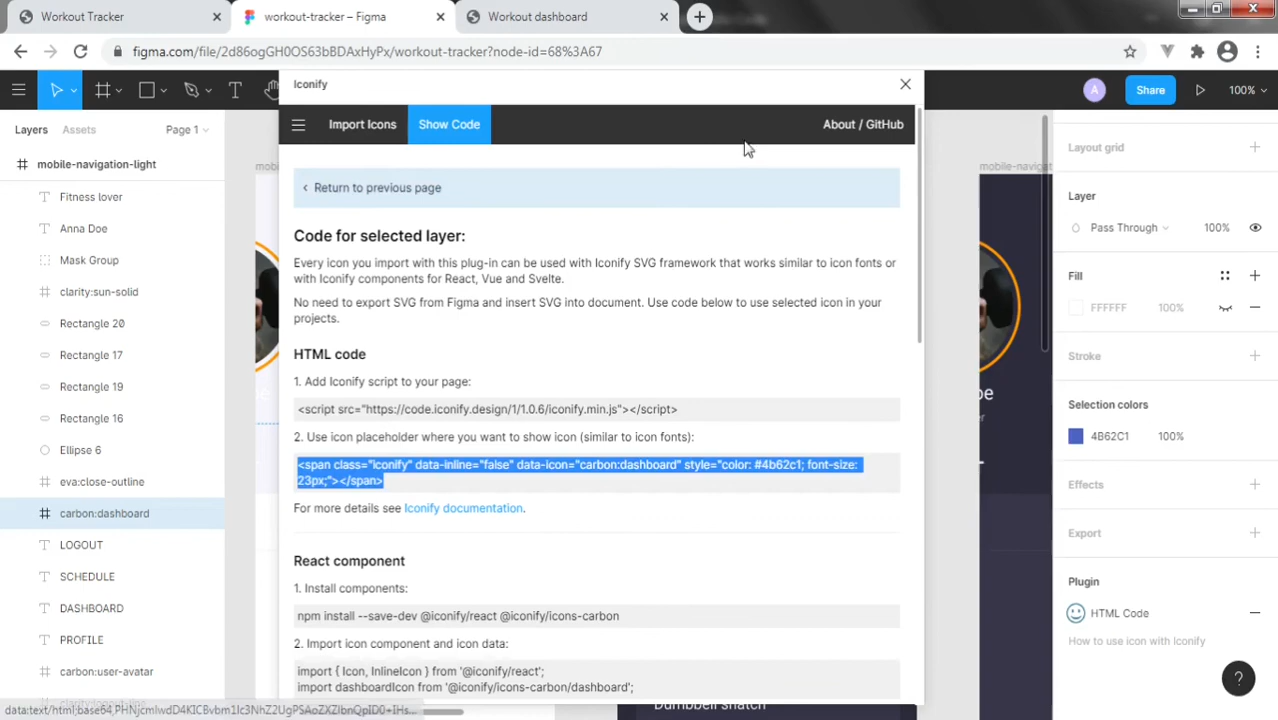 Workout Tracker
workout-tracker – Figma
Workout dashboard
figma.com/file/2d86ogGH0OS63bBDAxHyPx/workout-tracker?node-id=68%3A67
A
Share
100%
Layers
Assets
Page 1
mobile-navigation-light
Fitness lover
Anna Doe
Mask Group
clarity:sun-solid
Rectangle 20
Rectangle 17
Rectangle 19
Rectangle 16
Ellipse 6
eva:close-outline
carbon:dashboard
LOGOUT
SCHEDULE
DASHBOARD
PROFILE
carbon:user-avatar
Iconify
Import Icons
Show Code
About / GitHub
Return to previous page
Code for selected layer:
Every icon you import with this plug-in can be used with Iconify SVG framework that works similar to icon fonts or
with Iconify components for React, Vue and Svelte.
No need to export SVG from Figma and insert SVG into document. Use code below to use selected icon in your
projects.
HTML code
1. Add Iconify script to your page:
<script src="https://code.iconify.design/1/1.0.6/iconify.min.js"></script>
2. Use icon placeholder where you want to show icon (similar to icon fonts):
<span class="iconify" data-inline="false" data-icon="carbon:dashboard" style="color: #4b62c1; font-size:
23px;"></span>
For more details see Iconify documentation.
React component
1. Install components:
npm install --save-dev @iconify/react @iconify/icons-carbon
2. Import icon component and icon data:
import { Icon, InlineIcon } from '@iconify/react';
import dashboardIcon from '@iconify/icons-carbon/dashboard';
Dumbbell snatch
Layout grid
Layer
Pass Through
100%
Fill
FFFFFF
100%
Stroke
Selection colors
4B62C1
100%
Effects
Export
Plugin
HTML Code
How to use icon with Iconify
?